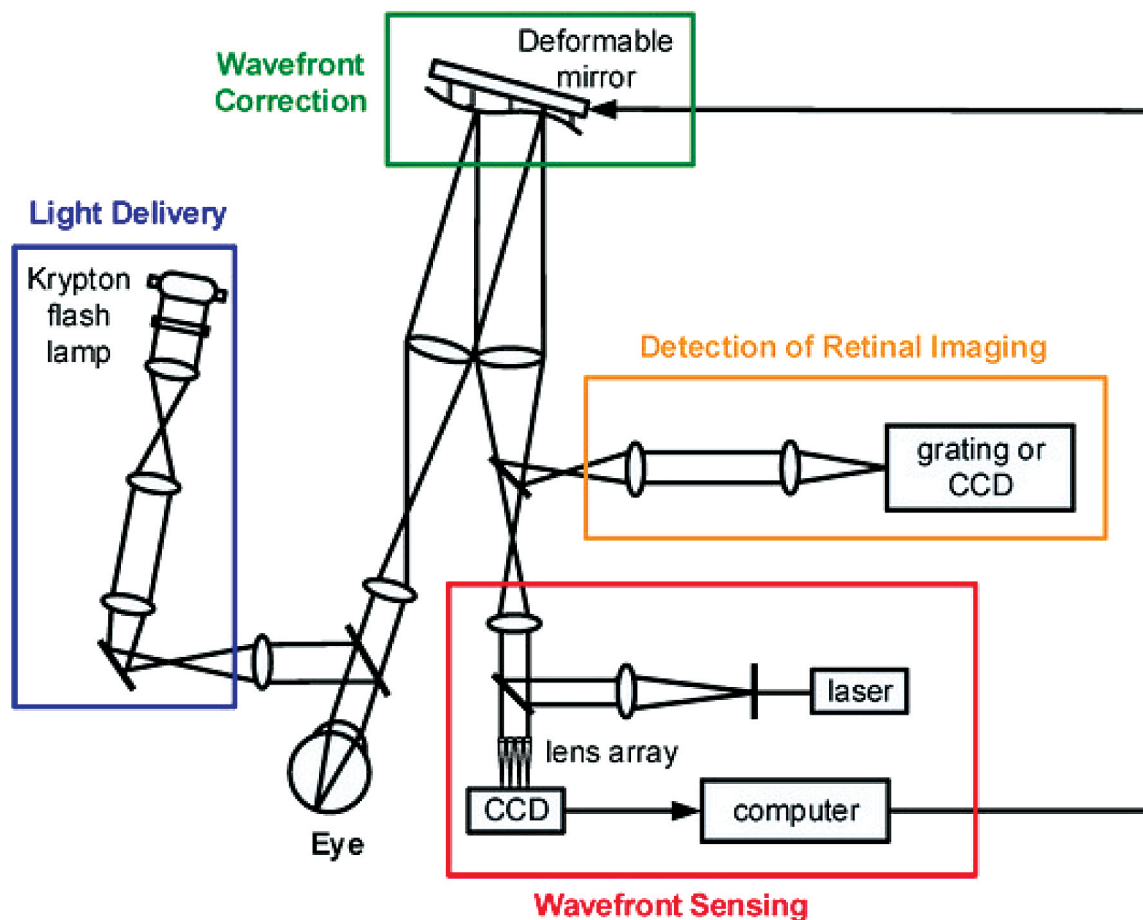 Deformable
mirror
Wavefront
Correction
Light Delivery
Krypton
flash
lamp
Detection of Retinal Imaging
grating or
CCD
laser
lens array
CCD
computer
Eye
Wavefront Sensing